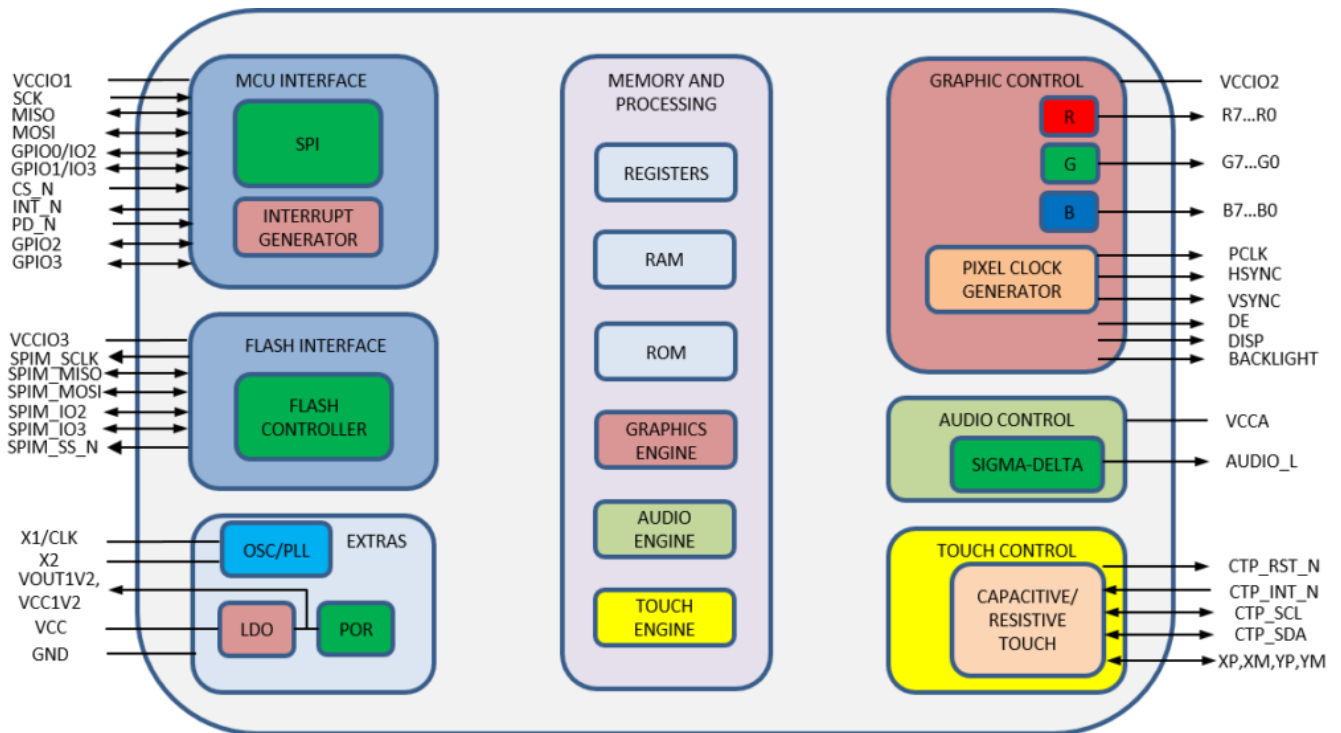 VCCIO1
SCK
MISO
MOSI
GPIO0/IO2
GPIO1/IO3
CS_N
INT_N
PD_N
GPIO2
GPIO3
MCU INTERFACE
SPI
INTERRUPT
GENERATOR
VCCIO3
SPIM_SCLK
SPIM_MISO
SPIM_MOSI
SPIM_IO2
SPIM_IO3
SPIM_SS_N
FLASH INTERFACE
FLASH
CONTROLLER
X1/CLK
X2
VOUT1V2,
VCC1V2
VCC
GND
OSC/PLL
EXTRAS
LDO
POR
MEMORY AND
PROCESSING
REGISTERS
RAM
ROM
GRAPHICS
ENGINE
AUDIO
ENGINE
TOUCH
ENGINE
GRAPHIC CONTROL
R
G
B
PIXEL CLOCK
GENERATOR
VCCIO2
R7...R0
G7...G0
B7...B0
PCLK
HSYNC
VSYNC
DE
DISP
BACKLIGHT
AUDIO CONTROL
SIGMA-DELTA
VCCA
AUDIO_L
TOUCH CONTROL
CAPACITIVE/
RESISTIVE
TOUCH
CTP_RST_N
CTP_INT_N
CTP_SCL
CTP_SDA
XP,XM,YP,YM